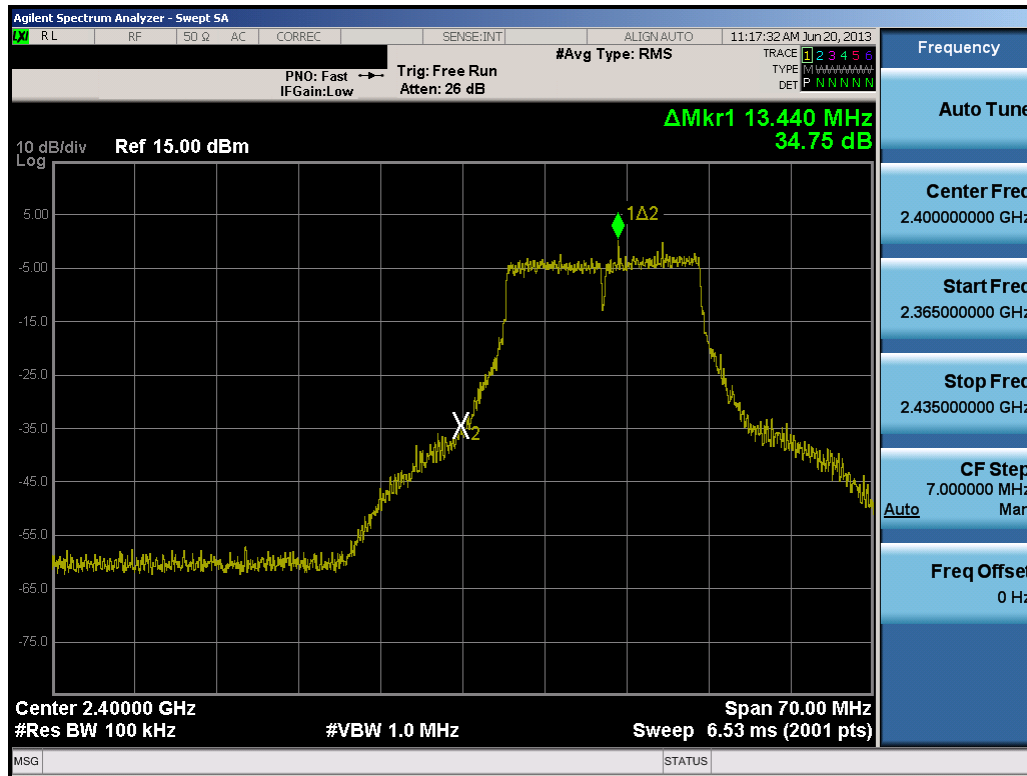 Agilent Spectrum Analyzer - Swept SA
LXI RL RF 50 Ω AC CORREC SENSE:INT ALIGN AUTO 11:17:32 AM Jun 20, 2013
PNO: Fast
IFGain:Low
Trig: Free Run
Atten: 26 dB
#Avg Type: RMS
TRACE 1 2 3 4 5 6
TYPE M W W W W W
DET P N N N N N
ΔMkr1 13.440 MHz
34.75 dB
10 dB/div Ref 15.00 dBm
Log
5.00
-5.00
-15.0
-25.0
-35.0
-45.0
-55.0
-65.0
-75.0
1Δ2
X2
Center 2.40000 GHz Span 70.00 MHz
#Res BW 100 kHz #VBW 1.0 MHz Sweep 6.53 ms (2001 pts)
MSG STATUS
Frequency
Auto Tune
Center Freq
2.400000000 GHz
Start Freq
2.365000000 GHz
Stop Freq
2.435000000 GHz
CF Step
7.000000 MHz
Auto Man
Freq Offset
0 Hz